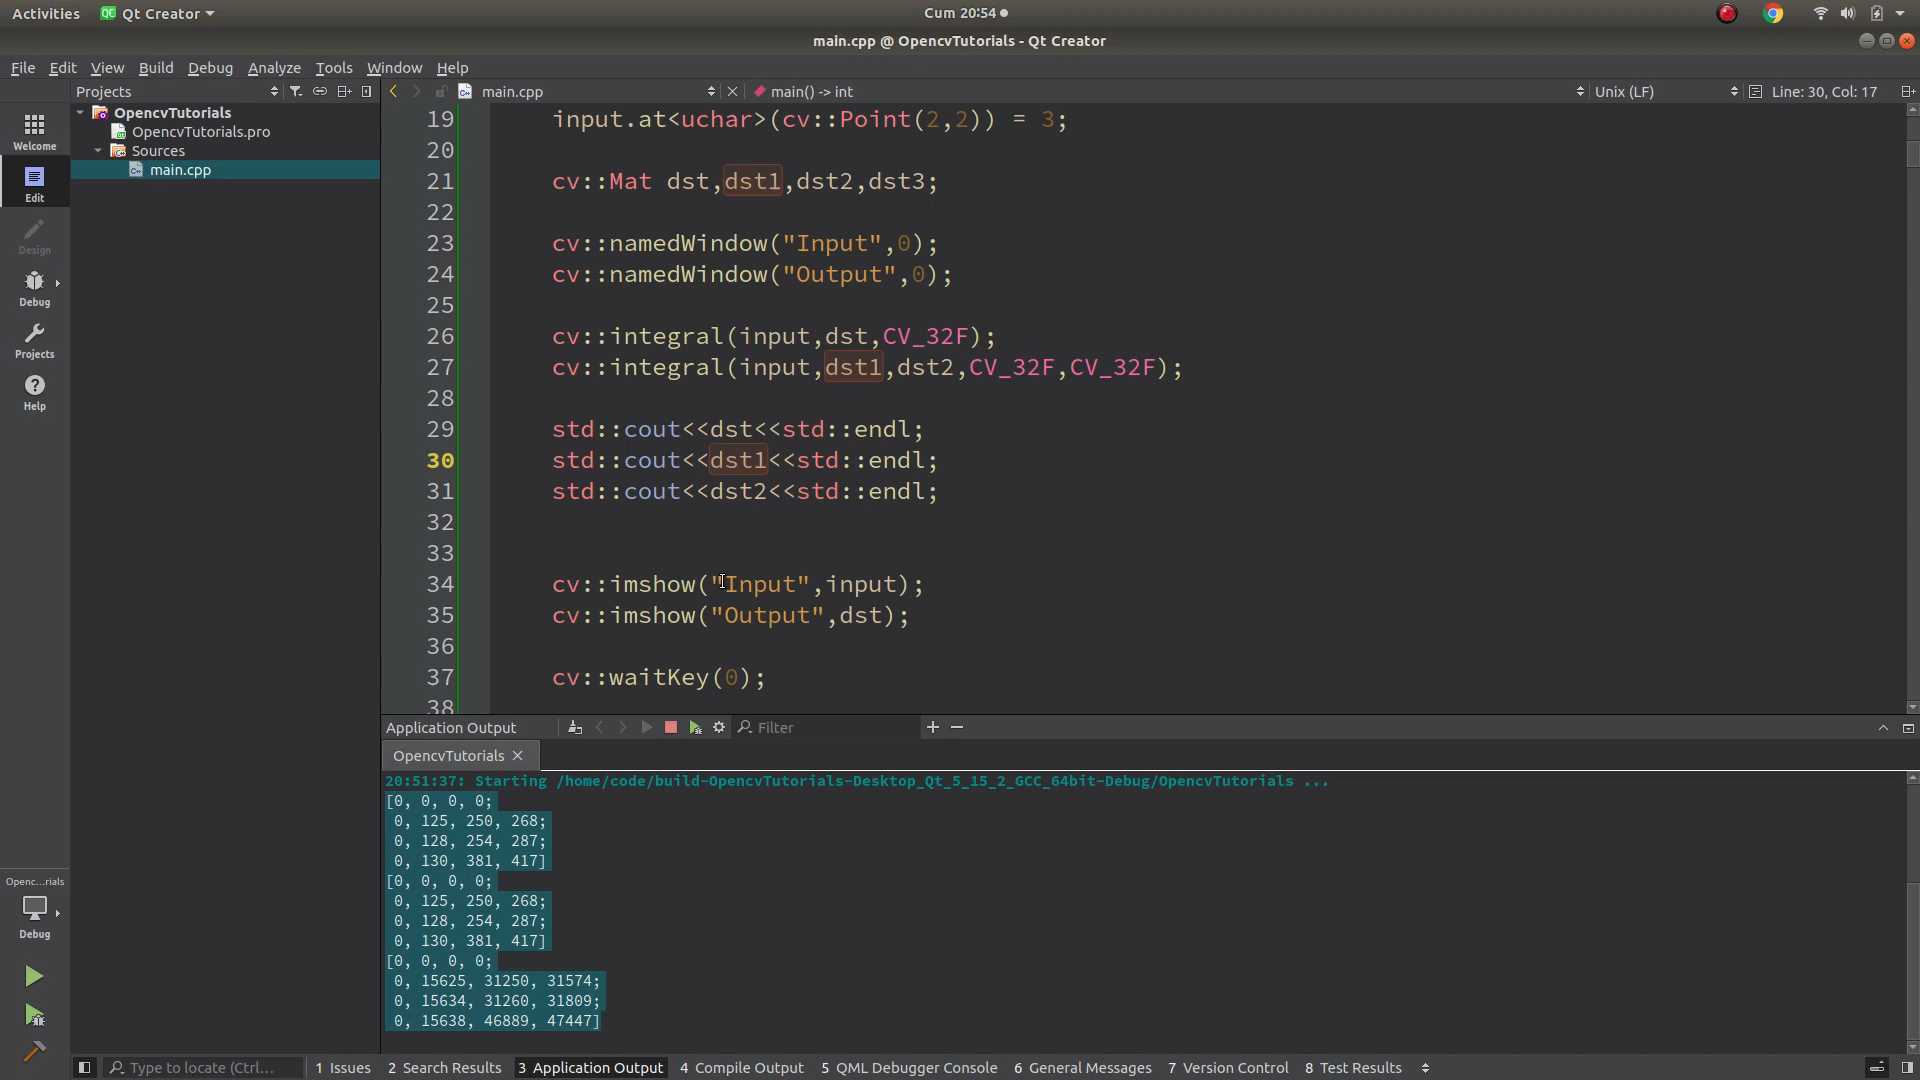 Activities Qt Creator Cum 20:54
main.cpp @ OpencvTutorials - Qt Creator
File Edit View Build Debug Analyze Tools Window Help
Projects main.cpp main() -> int Unix (LF) Line: 30, Col: 17
OpencvTutorials
OpencvTutorials.pro
Sources
main.cpp
Welcome
Edit
Design
Debug
Projects
Help
Openc...rials
Debug
19 input.at<uchar>(cv::Point(2,2)) = 3;
20
21 cv::Mat dst,dst1,dst2,dst3;
22
23 cv::namedWindow("Input",0);
24 cv::namedWindow("Output",0);
25
26 cv::integral(input,dst,CV_32F);
27 cv::integral(input,dst1,dst2,CV_32F,CV_32F);
28
29 std::cout<<dst<<std::endl;
30 std::cout<<dst1<<std::endl;
31 std::cout<<dst2<<std::endl;
32
33
34 cv::imshow("Input",input);
35 cv::imshow("Output",dst);
36
37 cv::waitKey(0);
38
Application Output Filter
OpencvTutorials
20:51:37: Starting /home/code/build-OpencvTutorials-Desktop_Qt_5_15_2_GCC_64bit-Debug/OpencvTutorials ...
[0, 0, 0, 0;
0, 125, 250, 268;
0, 128, 254, 287;
0, 130, 381, 417]
[0, 0, 0, 0;
0, 125, 250, 268;
0, 128, 254, 287;
0, 130, 381, 417]
[0, 0, 0, 0;
0, 15625, 31250, 31574;
0, 15634, 31260, 31809;
0, 15638, 46889, 47447]
Type to locate (Ctrl... 1 Issues 2 Search Results 3 Application Output 4 Compile Output 5 QML Debugger Console 6 General Messages 7 Version Control 8 Test Results